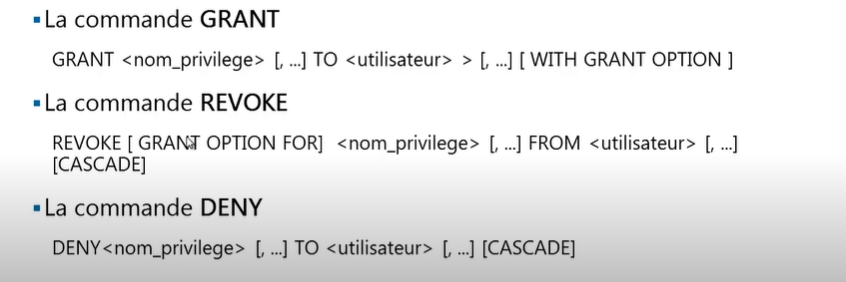 ▪La commande GRANT
GRANT <nom_privilege> [, ...] TO <utilisateur> > [, ...] [ WITH GRANT OPTION ]
▪La commande REVOKE
REVOKE [ GRANT OPTION FOR] <nom_privilege> [, ...] FROM <utilisateur> [, ...]
[CASCADE]
▪La commande DENY
DENY<nom_privilege> [, ...] TO <utilisateur> [, ...] [CASCADE]